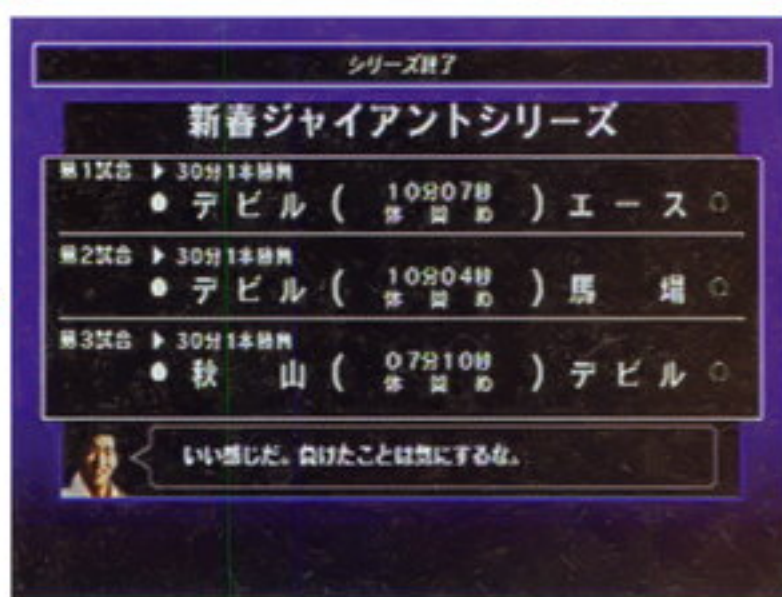 シリーズ終了
新春ジャイアントシリーズ
第1試合 ▶ 30分1本勝負
● デビル ( 10分07秒 ) エース ○
体固め
第2試合 ▶ 30分1本勝負
● デビル ( 10分04秒 ) 馬場 ○
体固め
第3試合 ▶ 30分1本勝負
● 秋山 ( 07分10秒 ) デビル ○
体固め
いい感じだ。負けたことは気にするな。